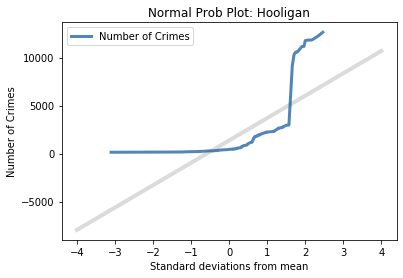 Normal Prob Plot: Hooligan
Number of Crimes
Number of Crimes
10000
5000
0
−5000
−4 −3 −2 −1 0 1 2 3 4
Standard deviations from mean